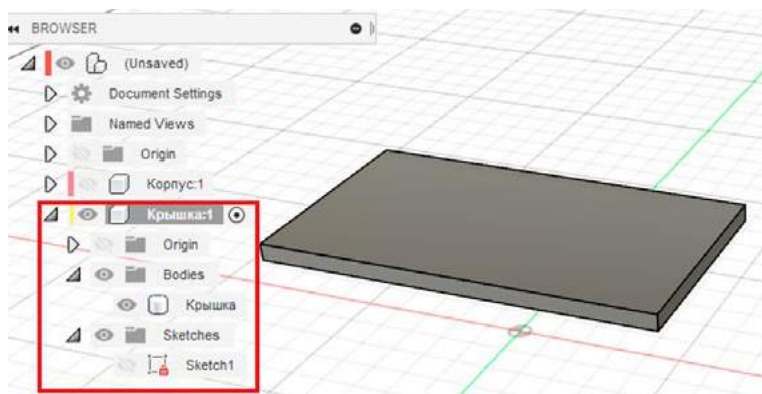 BROWSER
(Unsaved)
Document Settings
Named Views
Origin
Корпус:1
Крышка:1
Origin
Bodies
Крышка
Sketches
Sketch1